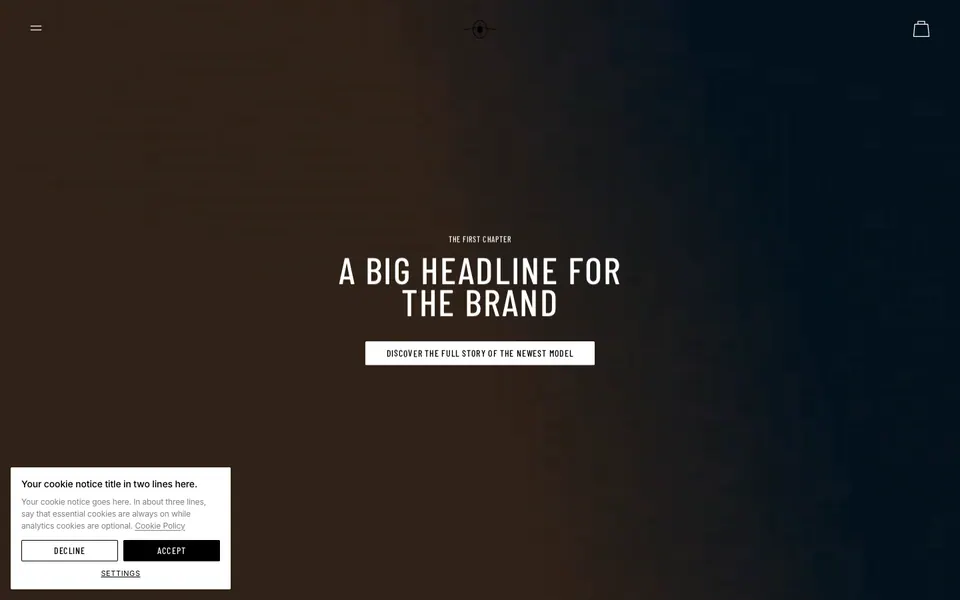 THE FIRST CHAPTER
A BIG HEADLINE FOR
THE BRAND
DISCOVER THE FULL STORY OF THE NEWEST MODEL
Your cookie notice title in two lines here.
Your cookie notice goes here. In about three lines,
say that essential cookies are always on while
analytics cookies are optional. Cookie Policy
DECLINE
ACCEPT
SETTINGS